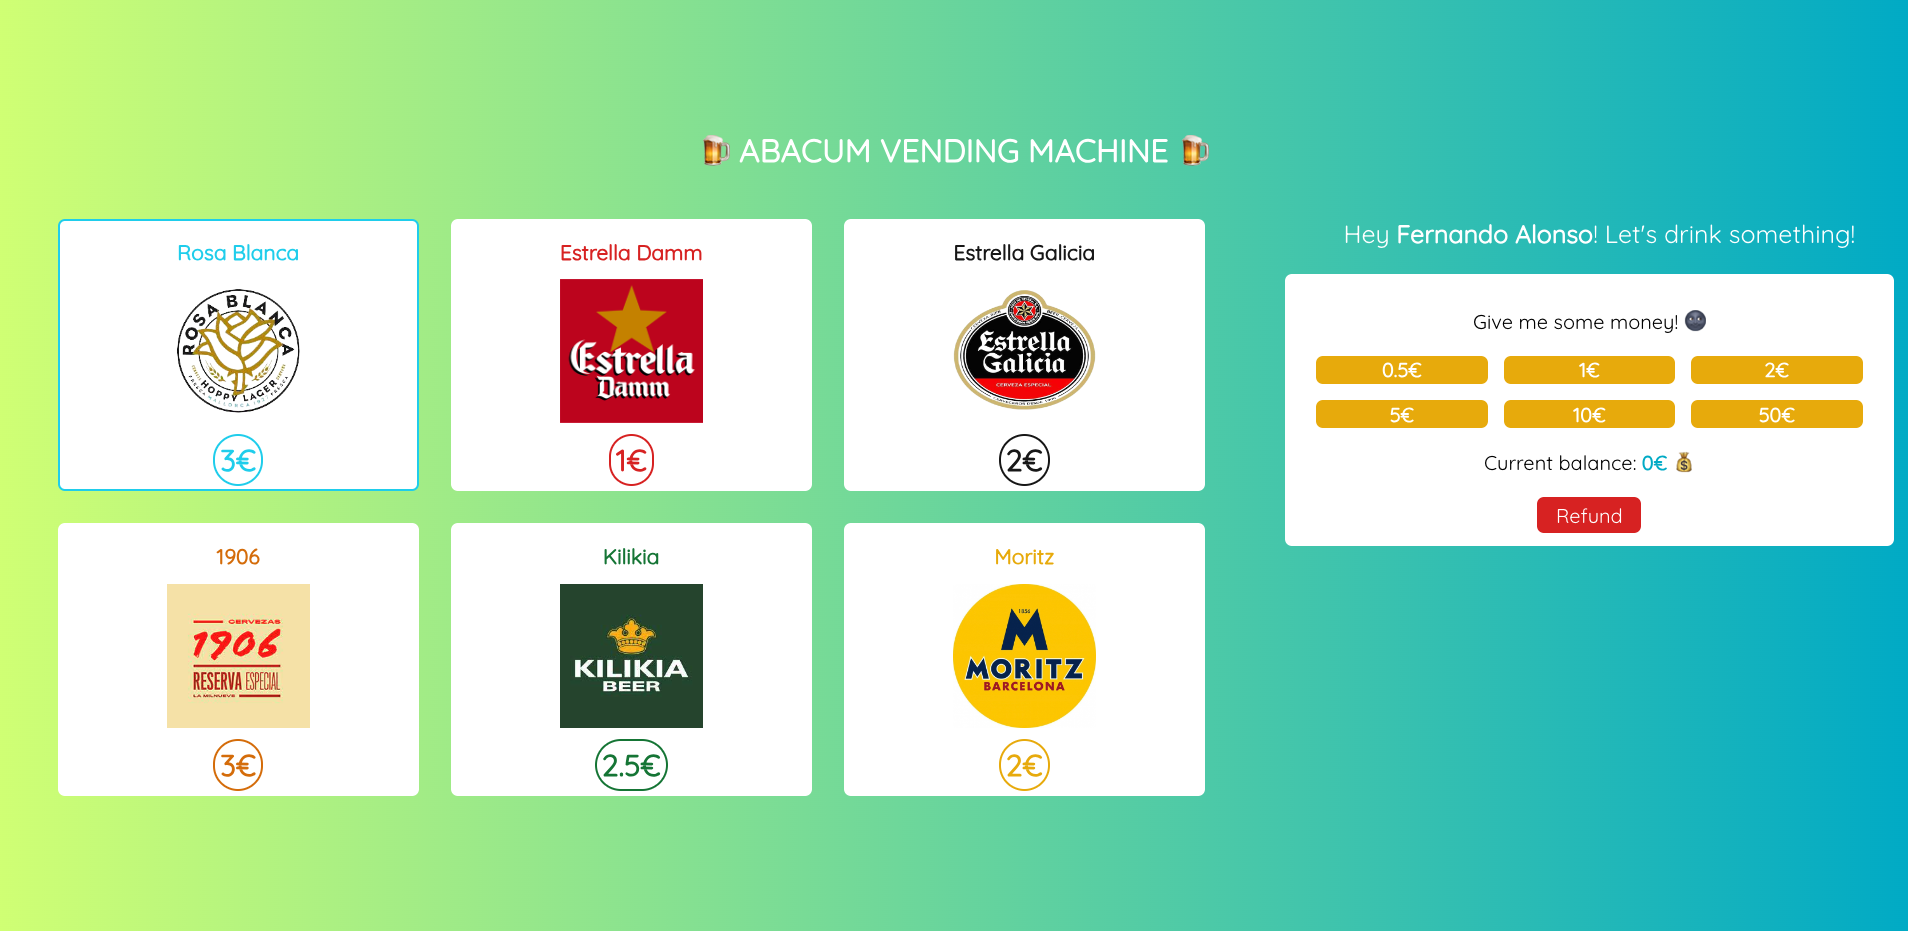 🍺 ABACUM VENDING MACHINE 🍺
Rosa Blanca
ROSA BLANCA
HOPPY LAGER
3€
Estrella Damm
Estrella
Damm
1€
Estrella Galicia
Estrella
Galicia
CERVEZA ESPECIAL
2€
1906
CERVEZAS
1906
RESERVA ESPECIAL
LA MILNUEVE
3€
Kilikia
KILIKIA
BEER
2.5€
Moritz
1856
M
MORITZ
BARCELONA
2€
Hey Fernando Alonso! Let's drink something!
Give me some money! 🌚
0.5€ 1€ 2€
5€ 10€ 50€
Current balance: 0€ 💰
Refund